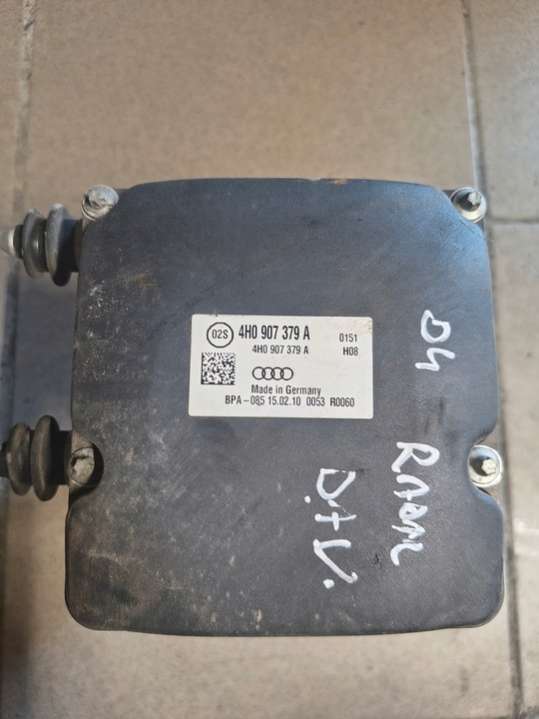 02S 4H0 907 379 A 0151
4H0 907 379 A H08
Made in Germany
BPA-085 15.02.10 0053 R0060
D4